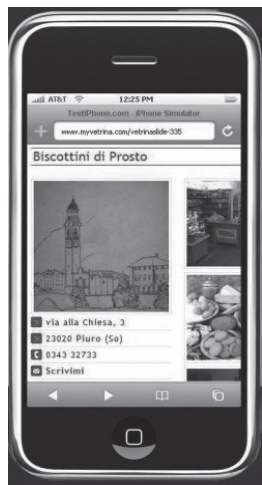 AT&T 12:25 PM
TestiPhone.com - iPhone Simulator
www.myvetrina.com/vetrinaslide-335
Biscottini di Prosto
via alla Chiesa, 3
23020 Piuro (So)
0343 32733
Scrivimi